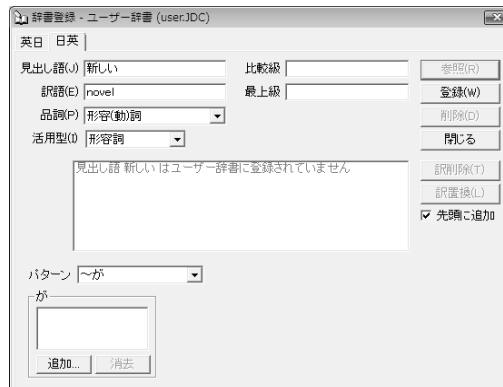 辞書登録 - ユーザー辞書 (user.JDC)
英日 日英
見出し語(J) 新しい 比較級 参照(R)
訳語(E) novel 最上級 登録(W)
品詞(P) 形容(動)詞 削除(D)
活用型(I) 形容詞 閉じる
見出し語 新しい はユーザー辞書に登録されていません 訳削除(T)
訳置換(L)
先頭に追加
パターン ～が
が
追加... 消去